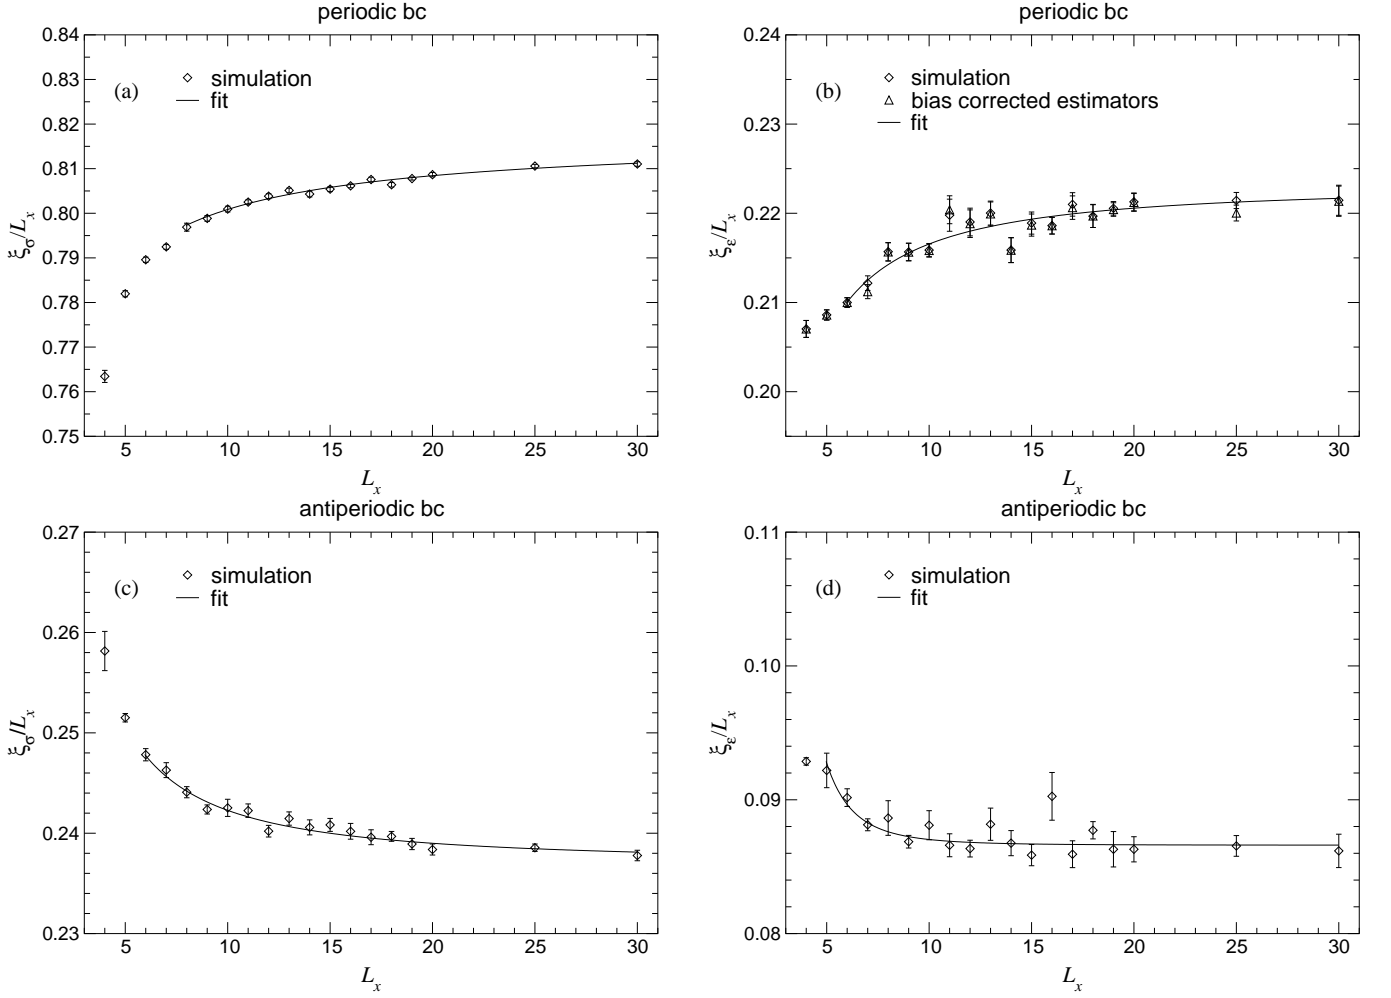 periodic bc
0.84
0.83
0.82
0.81
0.80
0.79
0.78
0.77
0.76
0.75
ξσ/Lx
(a)
simulation
fit
5 10 15 20 25 30
Lx
periodic bc
0.24
0.23
0.22
0.21
0.20
ξε/Lx
(b)
simulation
bias corrected estimators
fit
5 10 15 20 25 30
Lx
antiperiodic bc
0.27
0.26
0.25
0.24
0.23
ξσ/Lx
(c)
simulation
fit
5 10 15 20 25 30
Lx
antiperiodic bc
0.11
0.10
0.09
0.08
ξε/Lx
(d)
simulation
fit
5 10 15 20 25 30
Lx